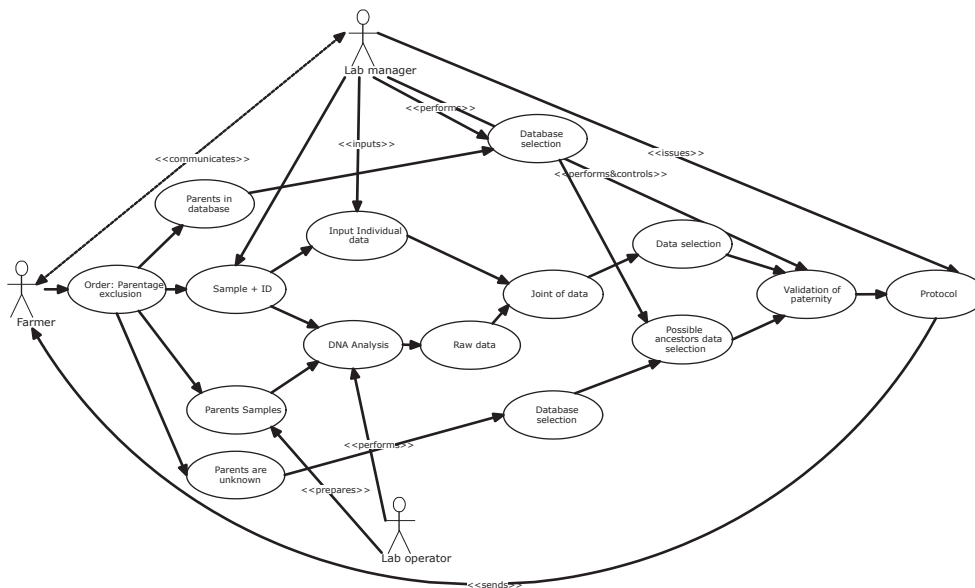 Lab manager
<<performs>>
Database
selection
<<inputs>>
<<communicates>>
<<issues>>
<<performs&controls>>
Parents in
database
Input Individual
data
Data selection
Farmer
Order: Parentage
exclusion
Sample + ID
Joint of data
Validation of
paternity
Protocol
DNA Analysis
Raw data
Possible
ancestors data
selection
Parents Samples
Database
selection
<<performs>>
Parents are
unknown
<<prepares>>
Lab operator
<<sends>>